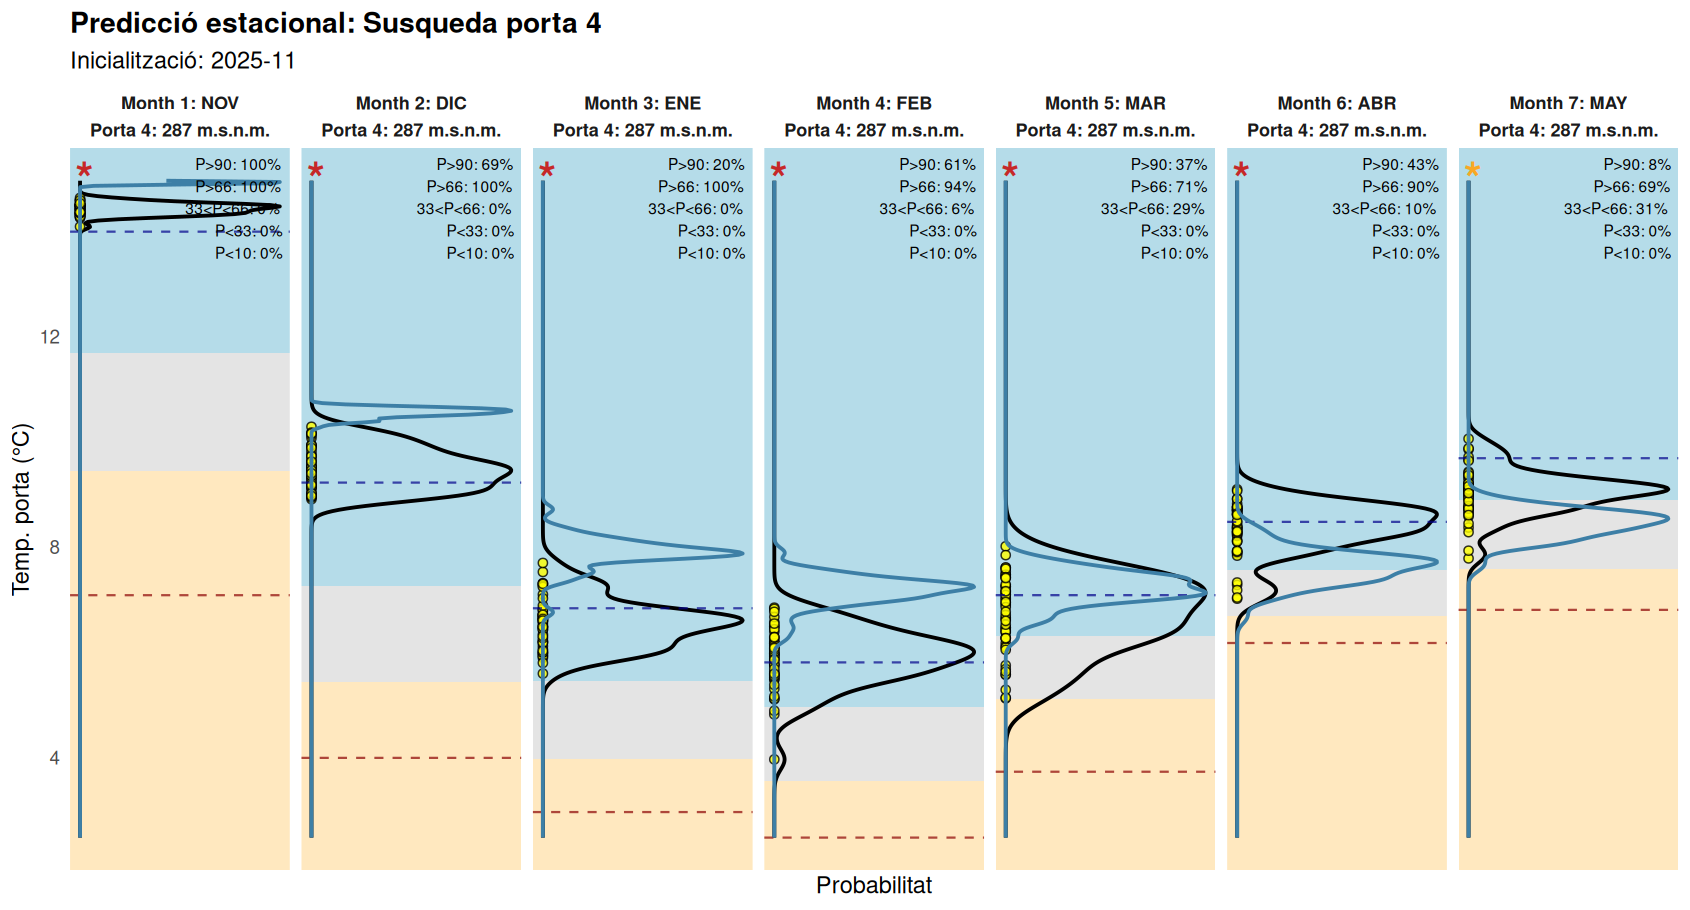 Predicció estacional: Susqueda porta 4
Inicialització: 2025-11
Month 1: NOV
Porta 4: 287 m.s.n.m.
Month 2: DIC
Porta 4: 287 m.s.n.m.
Month 3: ENE
Porta 4: 287 m.s.n.m.
Month 4: FEB
Porta 4: 287 m.s.n.m.
Month 5: MAR
Porta 4: 287 m.s.n.m.
Month 6: ABR
Porta 4: 287 m.s.n.m.
Month 7: MAY
Porta 4: 287 m.s.n.m.
*
P>90: 100%
P>66: 100%
33<P<66: 0%
P<33: 0%
P<10: 0%
*
P>90: 69%
P>66: 100%
33<P<66: 0%
P<33: 0%
P<10: 0%
*
P>90: 20%
P>66: 100%
33<P<66: 0%
P<33: 0%
P<10: 0%
*
P>90: 61%
P>66: 94%
33<P<66: 6%
P<33: 0%
P<10: 0%
*
P>90: 37%
P>66: 71%
33<P<66: 29%
P<33: 0%
P<10: 0%
*
P>90: 43%
P>66: 90%
33<P<66: 10%
P<33: 0%
P<10: 0%
*
P>90: 8%
P>66: 69%
33<P<66: 31%
P<33: 0%
P<10: 0%
12
8
4
Temp. porta (°C)
Probabilitat